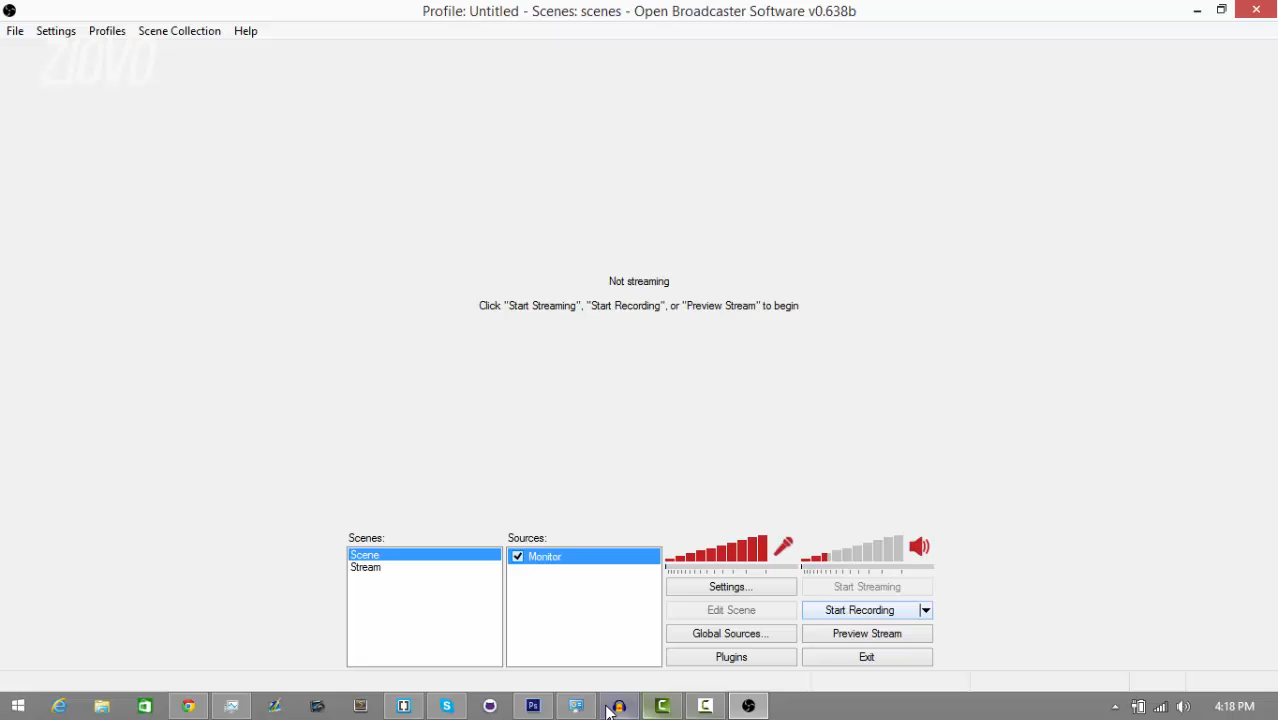 Profile: Untitled - Scenes: scenes - Open Broadcaster Software v0.638b
File Settings Profiles Scene Collection Help
ZIOVO
Not streaming
Click "Start Streaming", "Start Recording", or "Preview Stream" to begin
Scenes: Sources:
Scene Monitor
Stream
Settings... Start Streaming
Edit Scene Start Recording
Global Sources... Preview Stream
Plugins Exit
4:18 PM